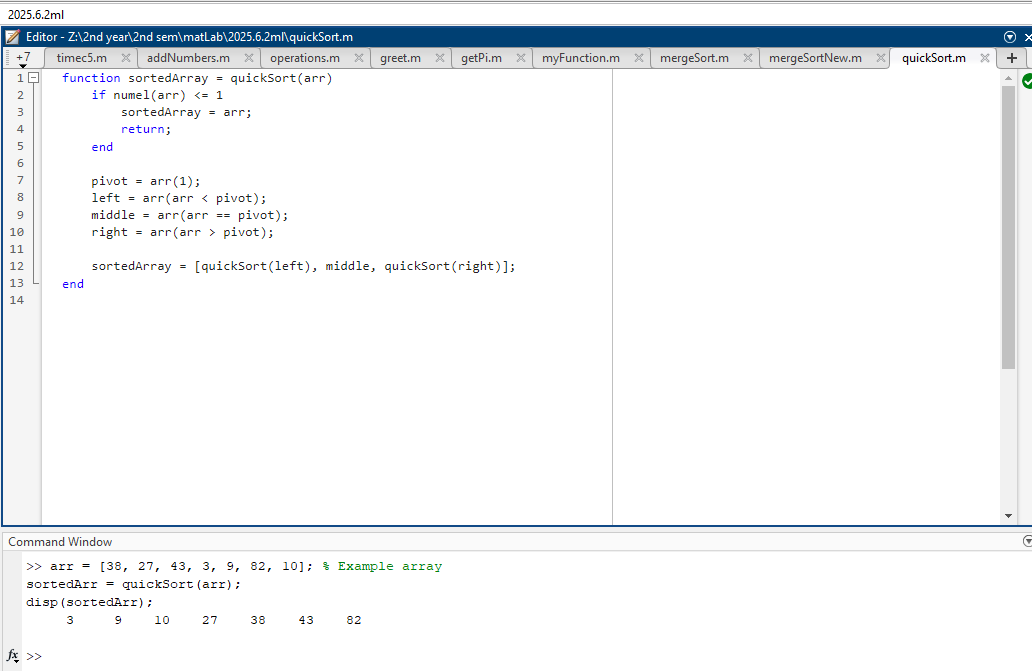 2025.6.2ml
Editor - Z:\2nd year\2nd sem\matLab\2025.6.2ml\quickSort.m
+7 timec5.m addNumbers.m operations.m greet.m getPi.m myFunction.m mergeSort.m mergeSortNew.m quickSort.m +
1 function sortedArray = quickSort(arr)
2 if numel(arr) <= 1
3 sortedArray = arr;
4 return;
5 end
6
7 pivot = arr(1);
8 left = arr(arr < pivot);
9 middle = arr(arr == pivot);
10 right = arr(arr > pivot);
11
12 sortedArray = [quickSort(left), middle, quickSort(right)];
13 end
14
Command Window
>> arr = [38, 27, 43, 3, 9, 82, 10]; % Example array
sortedArr = quickSort(arr);
disp(sortedArr);
3 9 10 27 38 43 82
fx >>